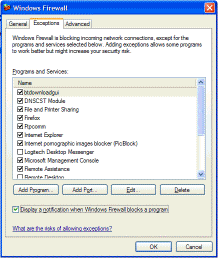 Windows Firewall
General
Exceptions
Advanced
Windows Firewall is blocking incoming network connections, except for the
programs and services selected below. Adding exceptions allows some programs
to work better but might increase your security risk.
Programs and Services:
Name
btdownloadgui
DNSCST Module
File and Printer Sharing
Firefox
ftpcomm
Internet Explorer
Internet pornographic images blocker (PicBlock)
Logitech Desktop Messenger
Microsoft Management Console
Remote Assistance
Remote Desktop
Add Program...
Add Port...
Edit...
Delete
Display a notification when Windows Firewall blocks a program
What are the risks of allowing exceptions?
OK
Cancel